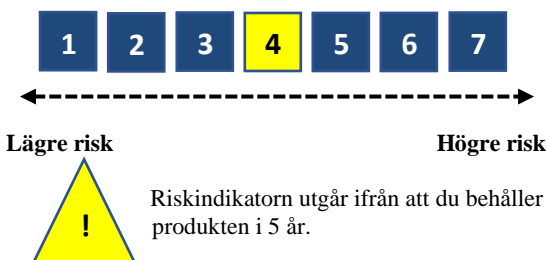 1 2 3 4 5 6 7
Lägre risk Högre risk
! Riskindikatorn utgår ifrån att du behåller
produkten i 5 år.